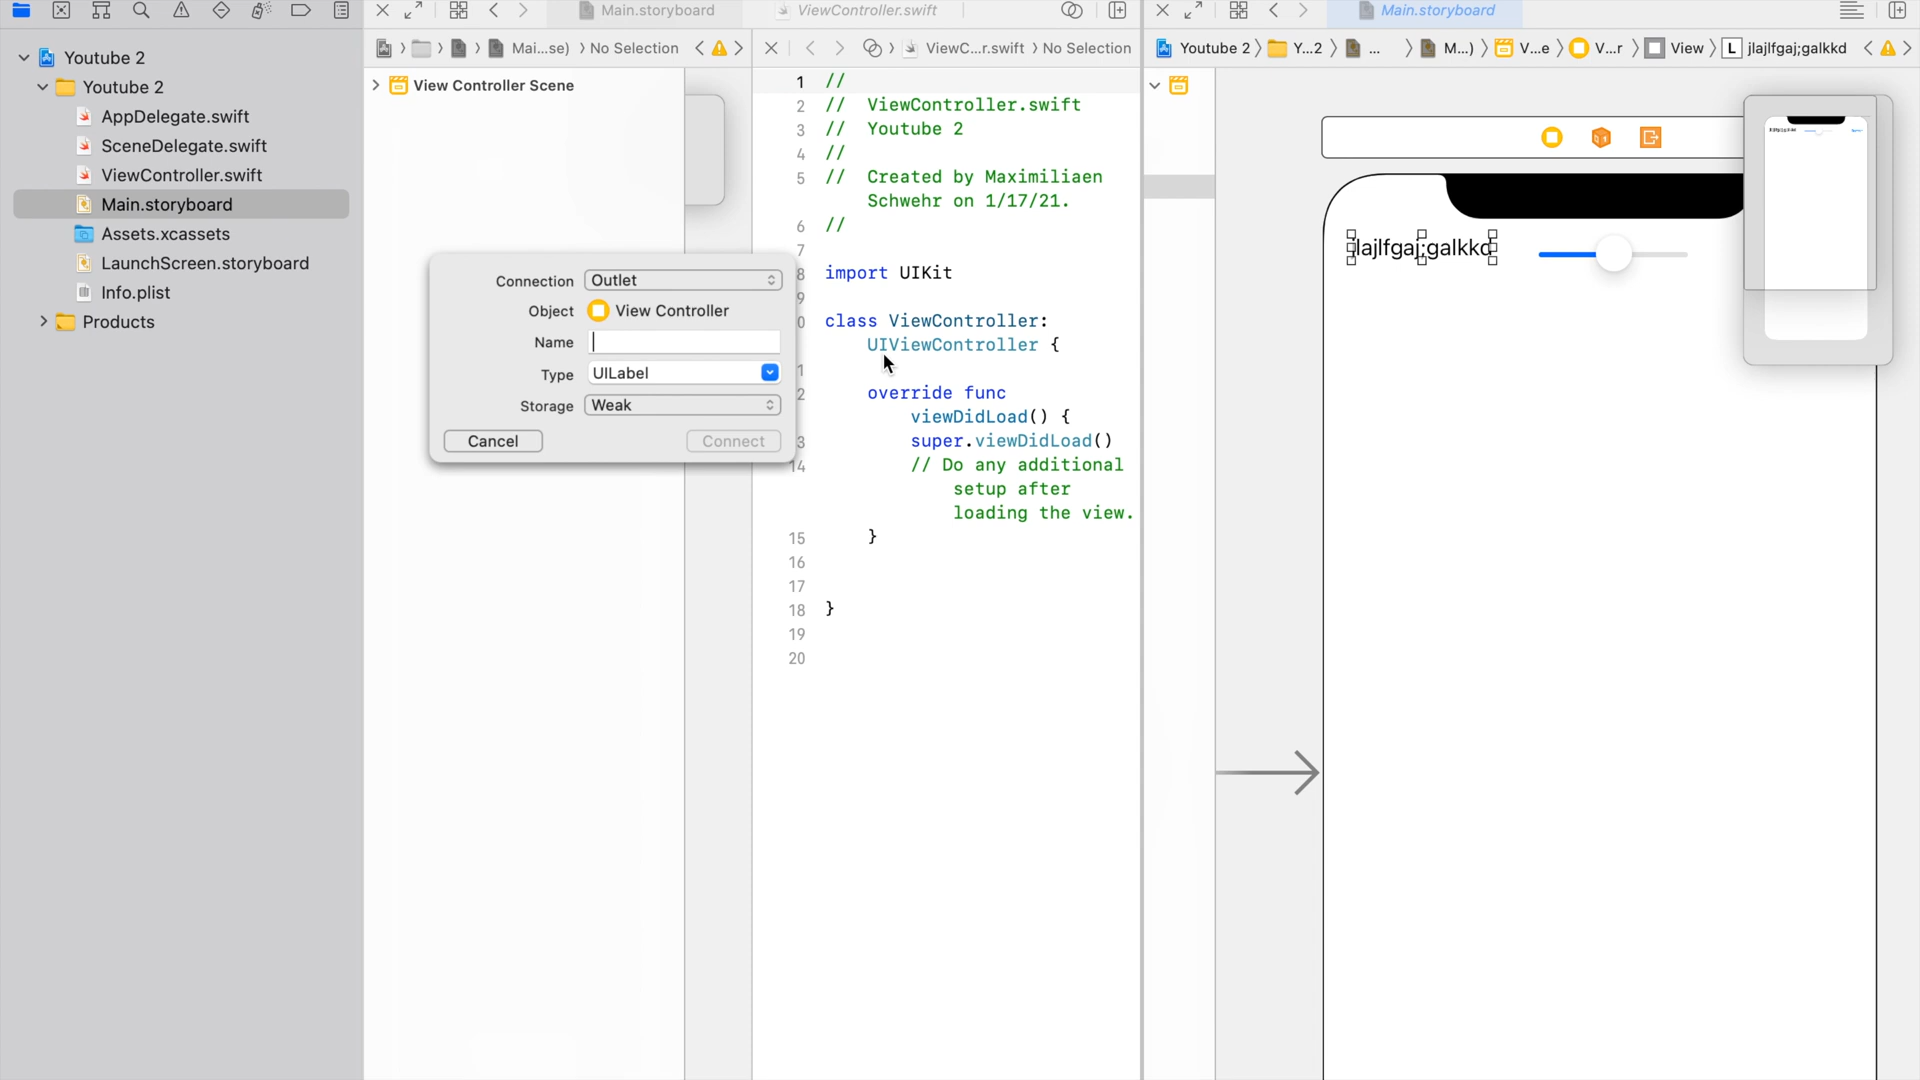 Main.storyboard
ViewController.swift
Main.storyboard
Youtube 2
Youtube 2
AppDelegate.swift
SceneDelegate.swift
ViewController.swift
Main.storyboard
Assets.xcassets
LaunchScreen.storyboard
Info.plist
Products
Mai...se) No Selection
View Controller Scene
Connection Outlet
Object View Controller
Name
Type UILabel
Storage Weak
Cancel Connect
ViewC...r.swift No Selection
1 //
2 // ViewController.swift
3 // Youtube 2
4 //
5 // Created by Maximiliaen
Schwehr on 1/17/21.
6 //
7
8 import UIKit
9
0 class ViewController:
UIViewController {
1
2 override func
viewDidLoad() {
3 super.viewDidLoad()
14 // Do any additional
setup after
loading the view.
15 }
16
17
18 }
19
20
Youtube 2 Y...2 ... M...) V...e V...r View L jlajlfgaj;galkkd
jlajlfgaj;galkkd